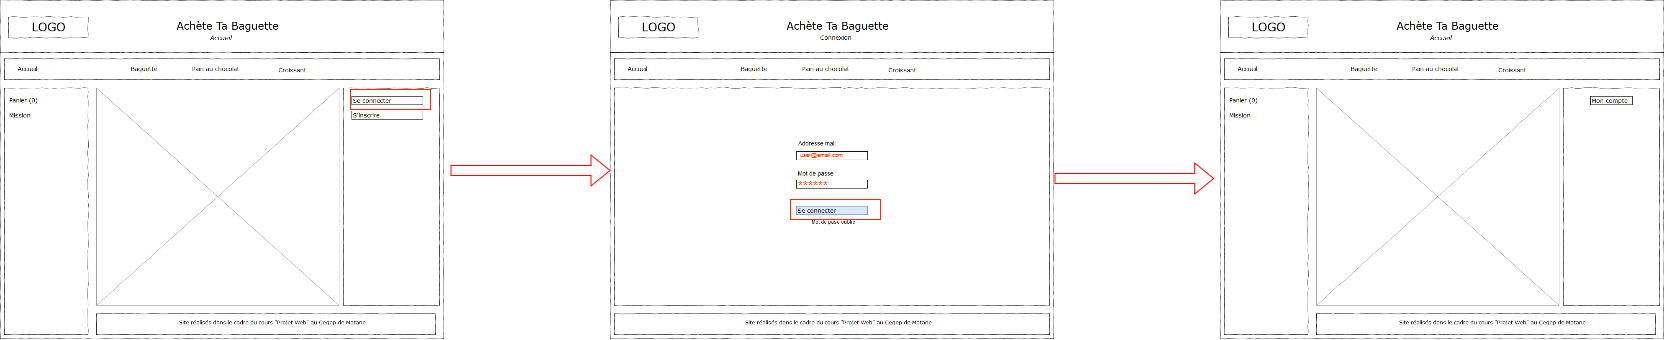 LOGO
Achète Ta Baguette
Accueil
Accueil
Baguette
Pain au chocolat
Croissant
Panier (0)
Mission
Se connecter
S'inscrire
Site réalisés dans le cadre du cours "Projet Web" au Cegep de Matane
LOGO
Achète Ta Baguette
Connexion
Accueil
Baguette
Pain au chocolat
Croissant
Addresse mail
user@email.com
Mot de passe :
******
Se connecter
Mot de passe oublié
Site réalisés dans le cadre du cours "Projet Web" au Cegep de Matane
LOGO
Achète Ta Baguette
Accueil
Accueil
Baguette
Pain au chocolat
Croissant
Panier (0)
Mission
Mon compte
Site réalisés dans le cadre du cours "Projet Web" au Cegep de Matane